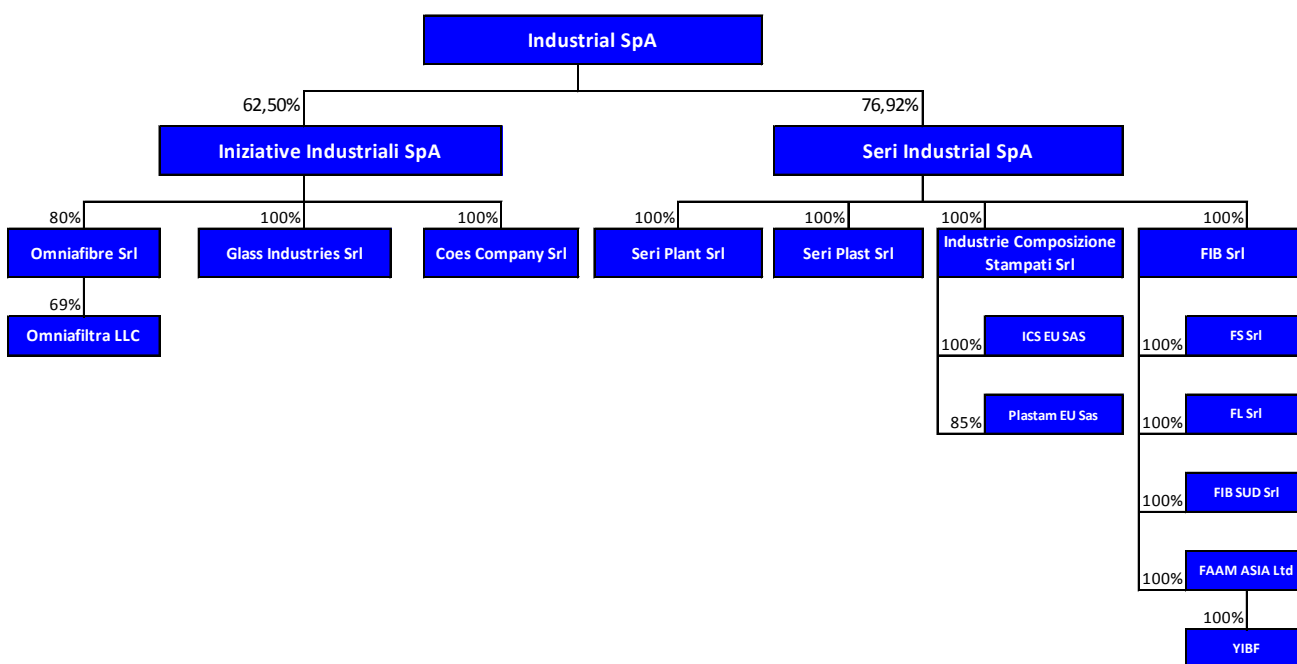 Industrial SpA
62,50%
76,92%
Iniziative Industriali SpA
Seri Industrial SpA
80%
100%
100%
100%
100%
100%
100%
Omniafibre Srl
Glass Industries Srl
Coes Company Srl
Seri Plant Srl
Seri Plast Srl
Industrie Composizione
Stampati Srl
FIB Srl
69%
Omniafiltra LLC
100%
ICS EU SAS
100%
FS Srl
85%
Plastam EU Sas
100%
FL Srl
100%
FIB SUD Srl
100%
FAAM ASIA Ltd
100%
YIBF